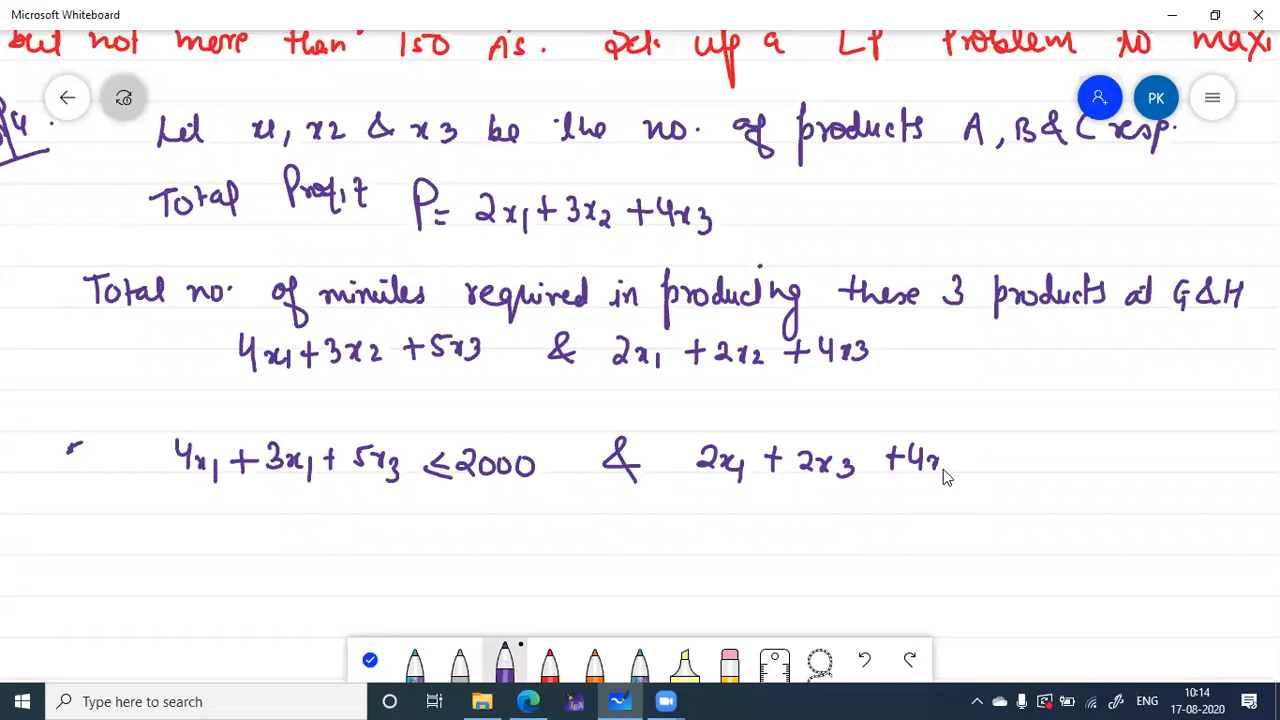 Microsoft Whiteboard
but not more than 150 A's. Set up a LP Problem to maxi
PK
Let x1, x2 & x3 be the no. of products A, B & C resp.
Total Profit P = 2x1 + 3x2 + 4x3
Total no. of minutes required in producing these 3 products at G & H
4x1 + 3x2 + 5x3 & 2x1 + 2x2 + 4x3
4x1 + 3x1 + 5x3 ≤ 2000 & 2x1 + 2x3 + 4x
Type here to search
ENG
10:14
17-08-2020